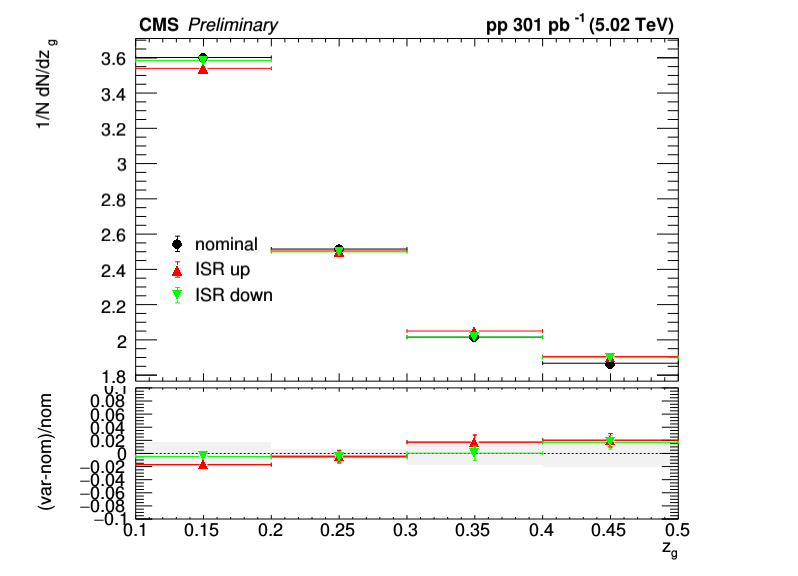 CMS Preliminary pp 301 pb -1 (5.02 TeV)
1/N dN/dz g
3.6
3.4
3.2
3
2.8
2.6
2.4
2.2
2
1.8
nominal
ISR up
ISR down
(var-nom)/nom
0.1
0.08
0.06
0.04
0.02
0
−0.02
−0.04
−0.06
−0.08
−0.1
0.1 0.15 0.2 0.25 0.3 0.35 0.4 0.45 0.5
z g